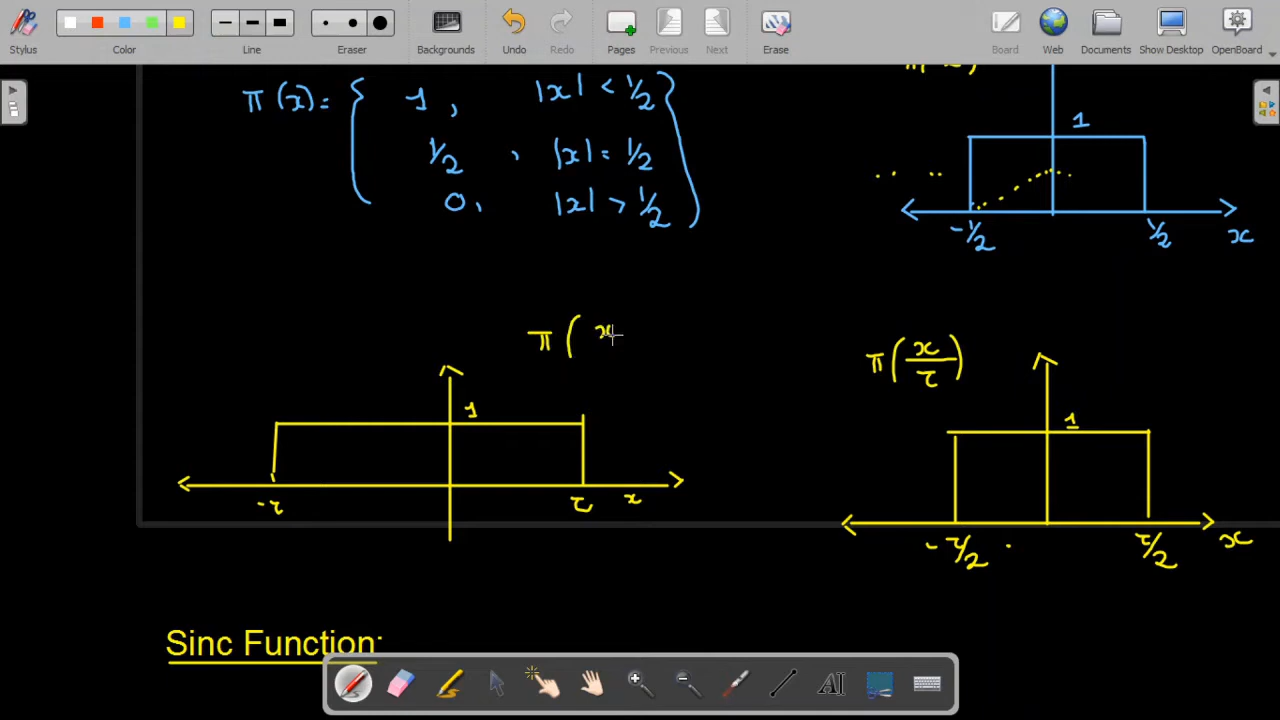 Stylus Color Line Eraser Backgrounds Undo Redo Pages Previous Next Erase Board Web Documents Show Desktop OpenBoard
π(x)= { 1, |x| < 1/2
1/2, |x| = 1/2
0, |x| > 1/2 }
1
-1/2 1/2 x
π( x
1
-τ τ x
π(x/τ)
1
-τ/2 τ/2 x
Sinc Function: